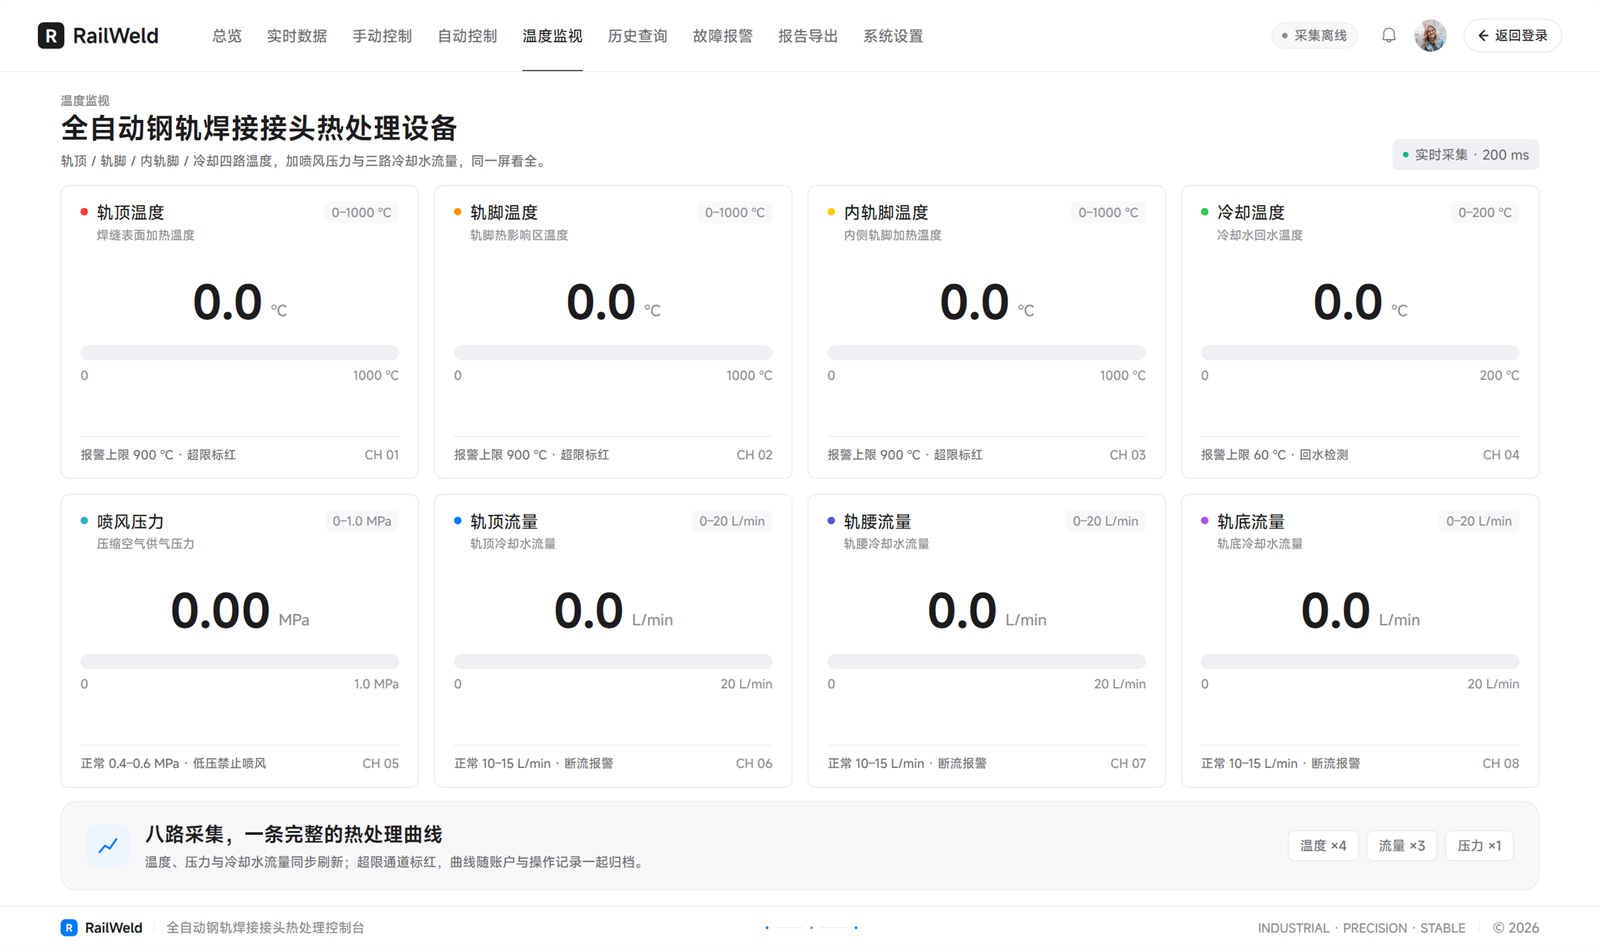 R RailWeld
总览 实时数据 手动控制 自动控制 温度监视 历史查询 故障报警 报告导出 系统设置
采集离线
← 返回登录
温度监视
全自动钢轨焊接接头热处理设备
轨顶 / 轨脚 / 内轨脚 / 冷却四路温度，加喷风压力与三路冷却水流量，同一屏看全。
实时采集 · 200 ms
轨顶温度 0–1000 °C
焊缝表面加热温度
0.0 °C
0 1000 °C
报警上限 900 °C · 超限标红 CH 01
轨脚温度 0–1000 °C
轨脚热影响区温度
0.0 °C
0 1000 °C
报警上限 900 °C · 超限标红 CH 02
内轨脚温度 0–1000 °C
内侧轨脚加热温度
0.0 °C
0 1000 °C
报警上限 900 °C · 超限标红 CH 03
冷却温度 0–200 °C
冷却水回水温度
0.0 °C
0 200 °C
报警上限 60 °C · 回水检测 CH 04
喷风压力 0–1.0 MPa
压缩空气供气压力
0.00 MPa
0 1.0 MPa
正常 0.4–0.6 MPa · 低压禁止喷风 CH 05
轨顶流量 0–20 L/min
轨顶冷却水流量
0.0 L/min
0 20 L/min
正常 10–15 L/min · 断流报警 CH 06
轨腰流量 0–20 L/min
轨腰冷却水流量
0.0 L/min
0 20 L/min
正常 10–15 L/min · 断流报警 CH 07
轨底流量 0–20 L/min
轨底冷却水流量
0.0 L/min
0 20 L/min
正常 10–15 L/min · 断流报警 CH 08
八路采集，一条完整的热处理曲线
温度、压力与冷却水流量同步刷新；超限通道标红，曲线随账户与操作记录一起归档。
温度 ×4 流量 ×3 压力 ×1
R RailWeld 全自动钢轨焊接接头热处理控制台
INDUSTRIAL · PRECISION · STABLE © 2026